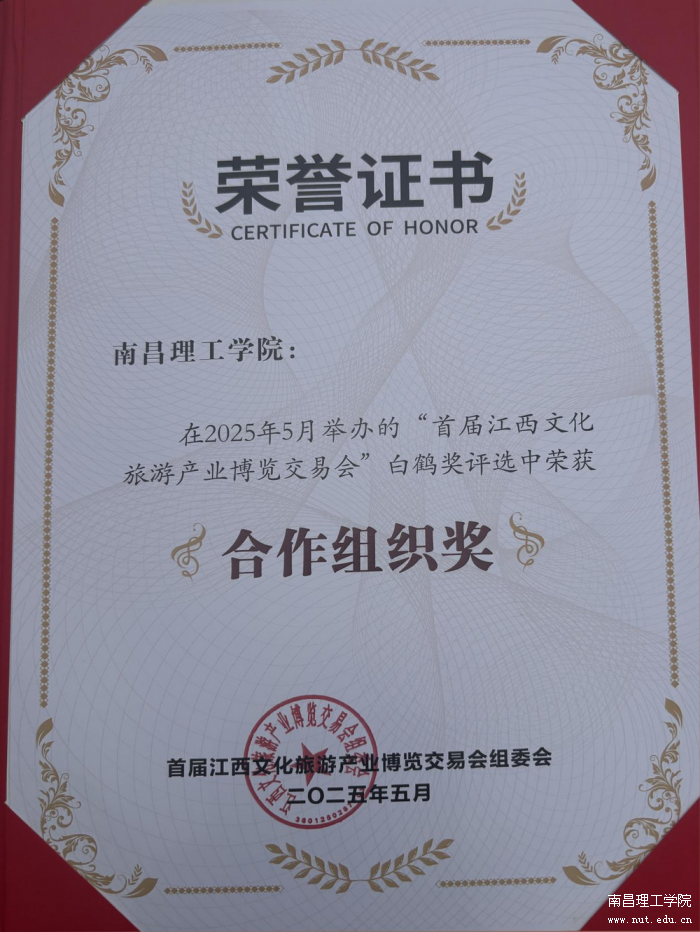 荣誉证书
CERTIFICATE OF HONOR
南昌理工学院:
在2025年5月举办的“首届江西文化
旅游产业博览交易会”白鹤奖评选中荣获
合作组织奖
首届江西文化旅游产业博览交易会组委会
二〇二五年五月
南昌理工学院
www.nut.edu.cn